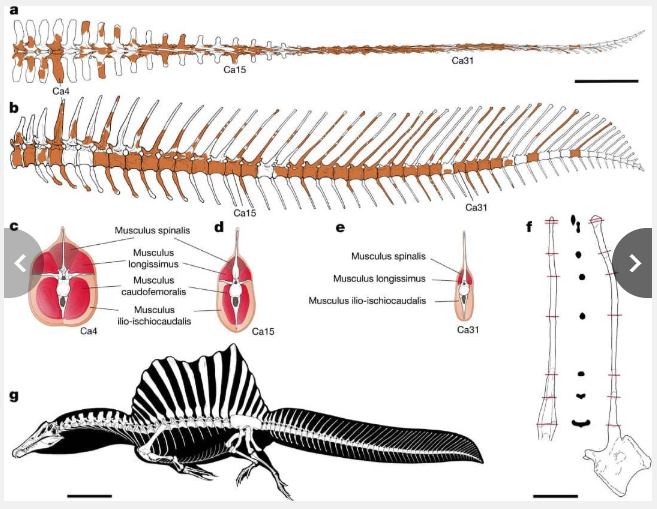 a
Ca15
Ca31
Ca4
b
Ca15
Ca31
c
d
e
f
Musculus spinalis
Musculus
longissimus
Musculus
caudofemoralis
Musculus
ilio-ischiocaudalis
Ca4
Ca15
Musculus spinalis
Musculus longissimus
Musculus ilio-ischiocaudalis
Ca31
g